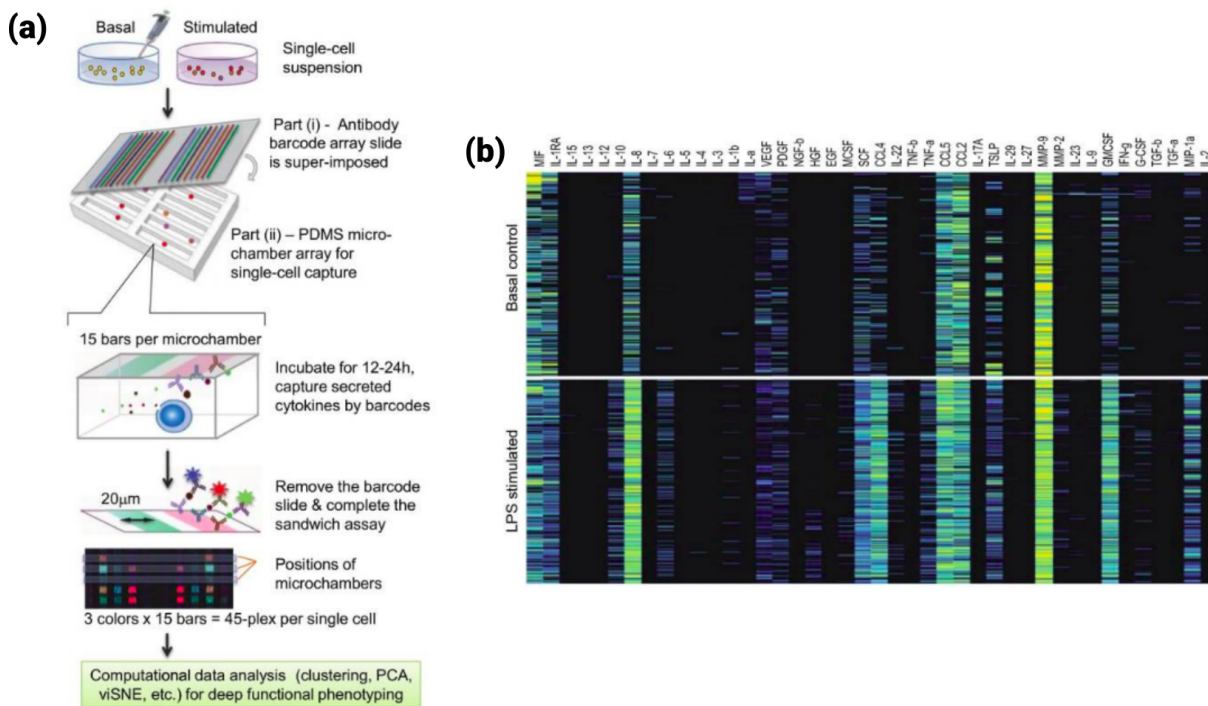 (a)
Basal
Stimulated
Single-cell
suspension
Part (i) - Antibody
barcode array slide
is super-imposed
Part (ii) – PDMS micro-
chamber array for
single-cell capture
15 bars per microchamber
Incubate for 12-24h,
capture secreted
cytokines by barcodes
20μm
Remove the barcode
slide & complete the
sandwich assay
Positions of
microchambers
3 colors x 15 bars = 45-plex per single cell
Computational data analysis (clustering, PCA,
viSNE, etc.) for deep functional phenotyping
(b)
MIF
IL-1RA
IL-15
IL-13
IL-12
IL-10
IL-8
IL-7
IL-6
IL-5
IL-4
IL-3
IL-1b
IL-a
VEGF
PDGF
NGF-b
HGF
EGF
MCSF
SCF
CCL4
IL-22
TNF-b
TNF-a
CCL5
CCL2
IL-17A
TSLP
IL-29
IL-27
MMP-9
MMP-2
IL-23
IL-9
GMCSF
IFN-g
G-CSF
TGF-b
TGF-a
MIP-1a
IL-2
Basal control
LPS stimulated